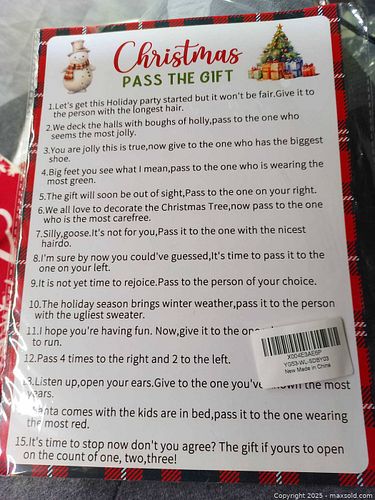 Christmas
PASS THE GIFT
1.Let's get this Holiday party started but it won't be fair.Give it to
the person with the longest hair.
2.We deck the halls with boughs of holly,pass it to the one who
seems the most jolly.
3.You are jolly this is true,now give to the one who has the biggest
shoe.
4.Big feet you see what I mean,pass to the one who is wearing the
most green.
5.The gift will soon be out of sight,Pass to the one on your right.
6.We all love to decorate the Christmas Tree,now pass to the one
who is the most carefree.
7.Silly,goose.It's not for you,Pass it to the one with the nicest
hairdo.
8.I'm sure by now you could've guessed,It's time to pass it to the
one on your left.
9.It is not yet time to rejoice.Pass to the person of your choice.
10.The holiday season brings winter weather,pass it to the person
with the ugliest sweater.
11.I hope you're having fun. Now,give it to the one
to run.
12.Pass 4 times to the right and 2 to the left.
13.Listen up,open your ears.Give to the one you've known the most
years.
Santa comes with the kids are in bed,pass it to the one wearing
the most red.
15.It's time to stop now don't you agree? The gift if yours to open
on the count of one, two,three!
X004E3AE6P
YG53-WL-SDBY03
New Made in China
Copyright 2025 - maxsold.com